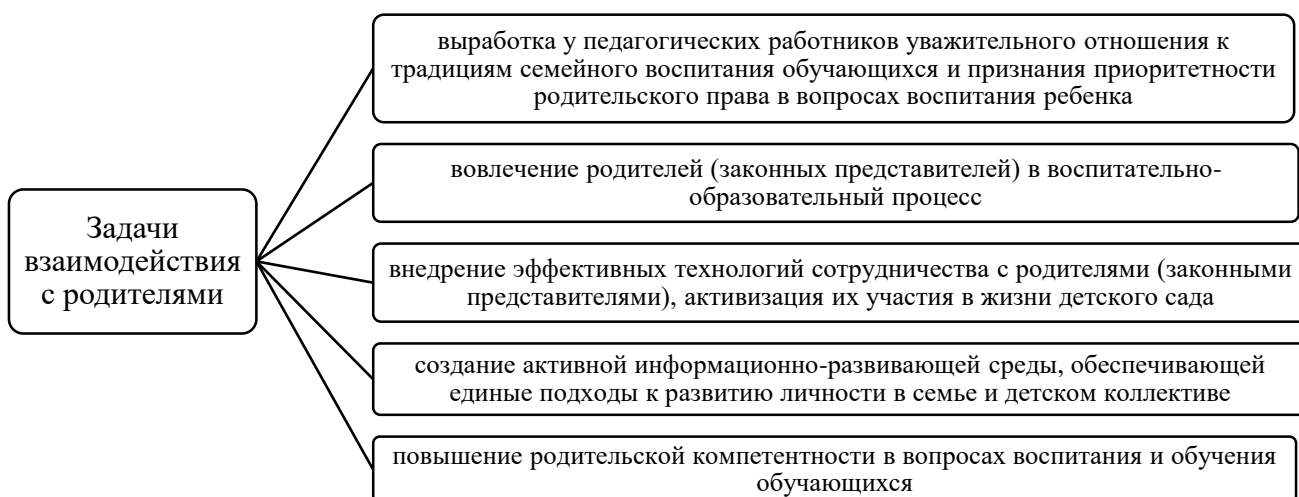 выработка у педагогических работников уважительного отношения к
традициям семейного воспитания обучающихся и признания приоритетности
родительского права в вопросах воспитания ребенка
вовлечение родителей (законных представителей) в воспитательно-
образовательный процесс
Задачи
взаимодействия
с родителями
внедрение эффективных технологий сотрудничества с родителями (законными
представителями), активизация их участия в жизни детского сада
создание активной информационно-развивающей среды, обеспечивающей
единые подходы к развитию личности в семье и детском коллективе
повышение родительской компетентности в вопросах воспитания и обучения
обучающихся